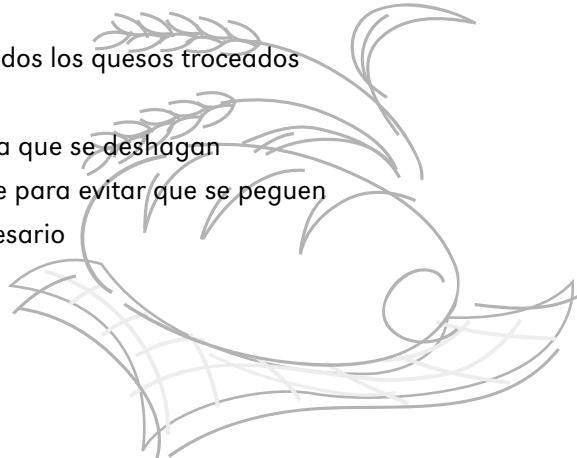 dos los quesos troceados
a que se deshagan
e para evitar que se peguen
esario